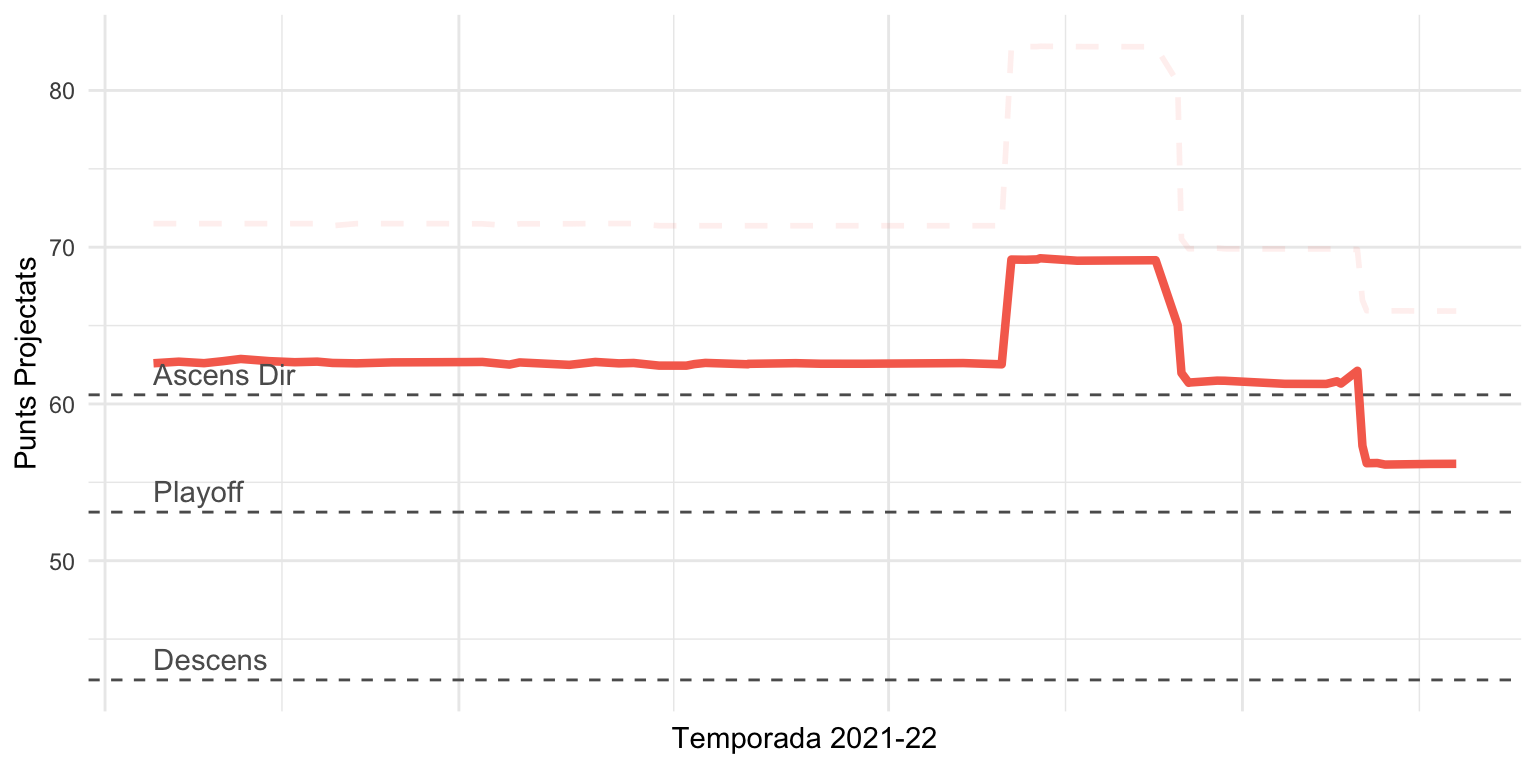 80
70
60
50
Punts Projectats
Ascens Dir
Playoff
Descens
Temporada 2021-22